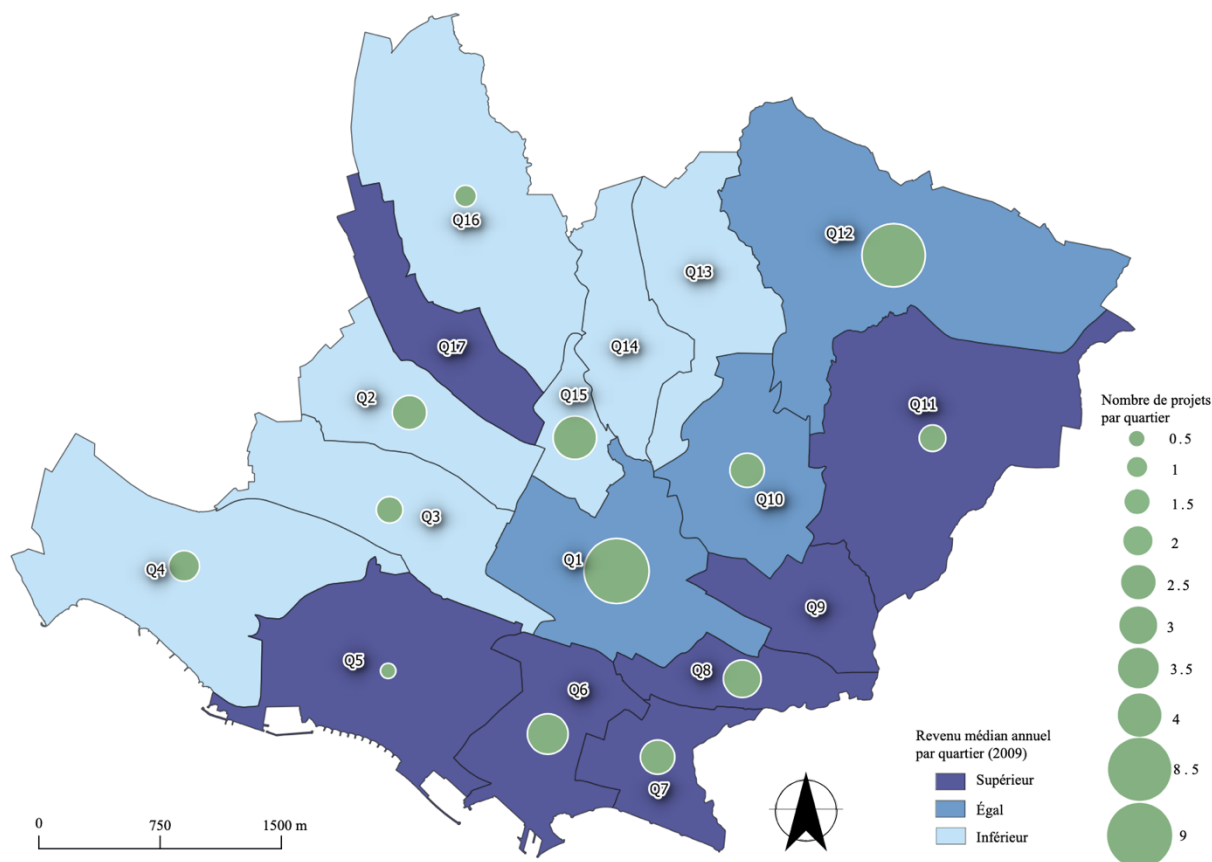 Q16
Q12
Q13
Q17
Q14
Q2
Q15
Q11
Q10
Q3
Q1
Q4
Q9
Q5
Q8
Q6
Q7
Nombre de projets
par quartier
0.5
1
1.5
2
2.5
3
3.5
4
8.5
9
Revenu médian annuel
par quartier (2009)
Supérieur
Égal
Inférieur
0 750 1500 m